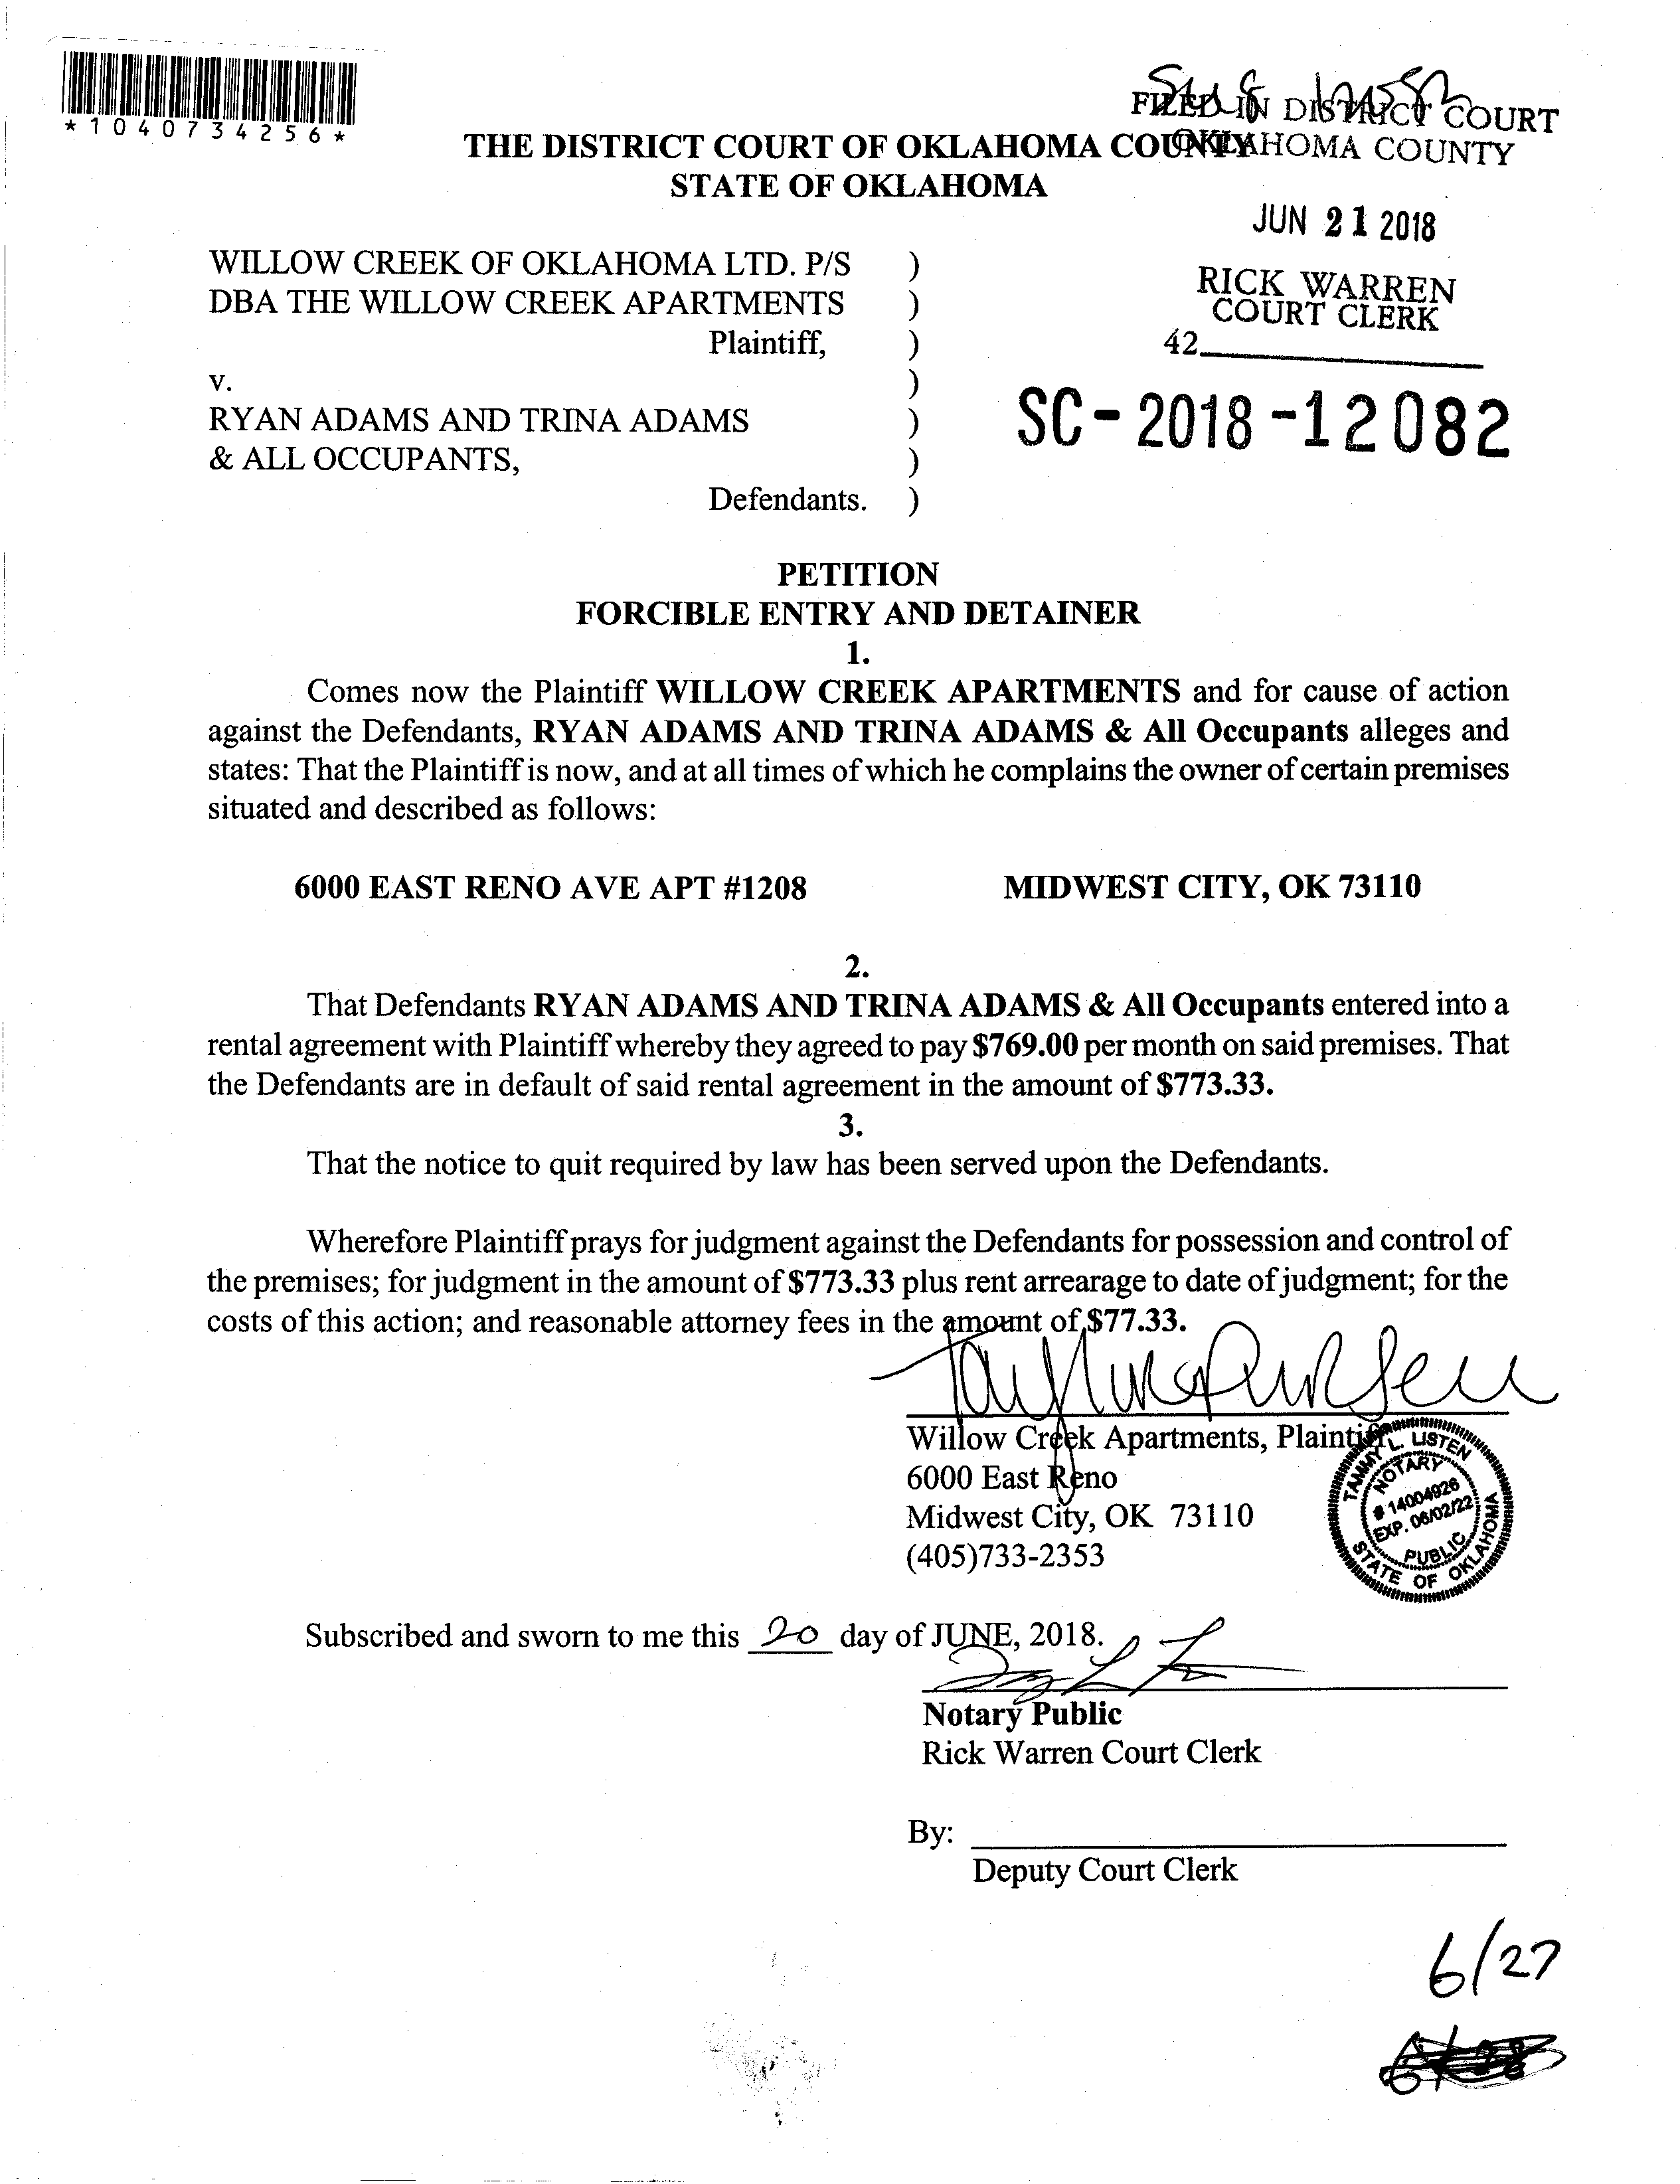 *1040734256*
FILED IN DISTRICT COURT
OKLAHOMA COUNTY
THE DISTRICT COURT OF OKLAHOMA COUNTY
STATE OF OKLAHOMA
JUN 21 2018
WILLOW CREEK OF OKLAHOMA LTD. P/S )
DBA THE WILLOW CREEK APARTMENTS )
Plaintiff, )
RICK WARREN
COURT CLERK
42
v. )
RYAN ADAMS AND TRINA ADAMS )
& ALL OCCUPANTS, )
Defendants. )
SC-2018-12082
PETITION
FORCIBLE ENTRY AND DETAINER
1.
Comes now the Plaintiff WILLOW CREEK APARTMENTS and for cause of action
against the Defendants, RYAN ADAMS AND TRINA ADAMS & All Occupants alleges and
states: That the Plaintiff is now, and at all times of which he complains the owner of certain premises
situated and described as follows:
6000 EAST RENO AVE APT #1208 MIDWEST CITY, OK 73110
2.
That Defendants RYAN ADAMS AND TRINA ADAMS & All Occupants entered into a
rental agreement with Plaintiff whereby they agreed to pay $769.00 per month on said premises. That
the Defendants are in default of said rental agreement in the amount of $773.33.
3.
That the notice to quit required by law has been served upon the Defendants.
Wherefore Plaintiff prays for judgment against the Defendants for possession and control of
the premises; for judgment in the amount of $773.33 plus rent arrearage to date of judgment; for the
costs of this action; and reasonable attorney fees in the amount of $77.33.
Willow Creek Apartments, Plaintiff
6000 East Reno
Midwest City, OK 73110
(405)733-2353
TAMMY L. LISTEN
NOTARY
# 14004926
EXP. 06/02/22
PUBLIC
STATE OF OKLAHOMA
Subscribed and sworn to me this 20 day of JUNE, 2018.
Notary Public
Rick Warren Court Clerk
By:
Deputy Court Clerk
6/27